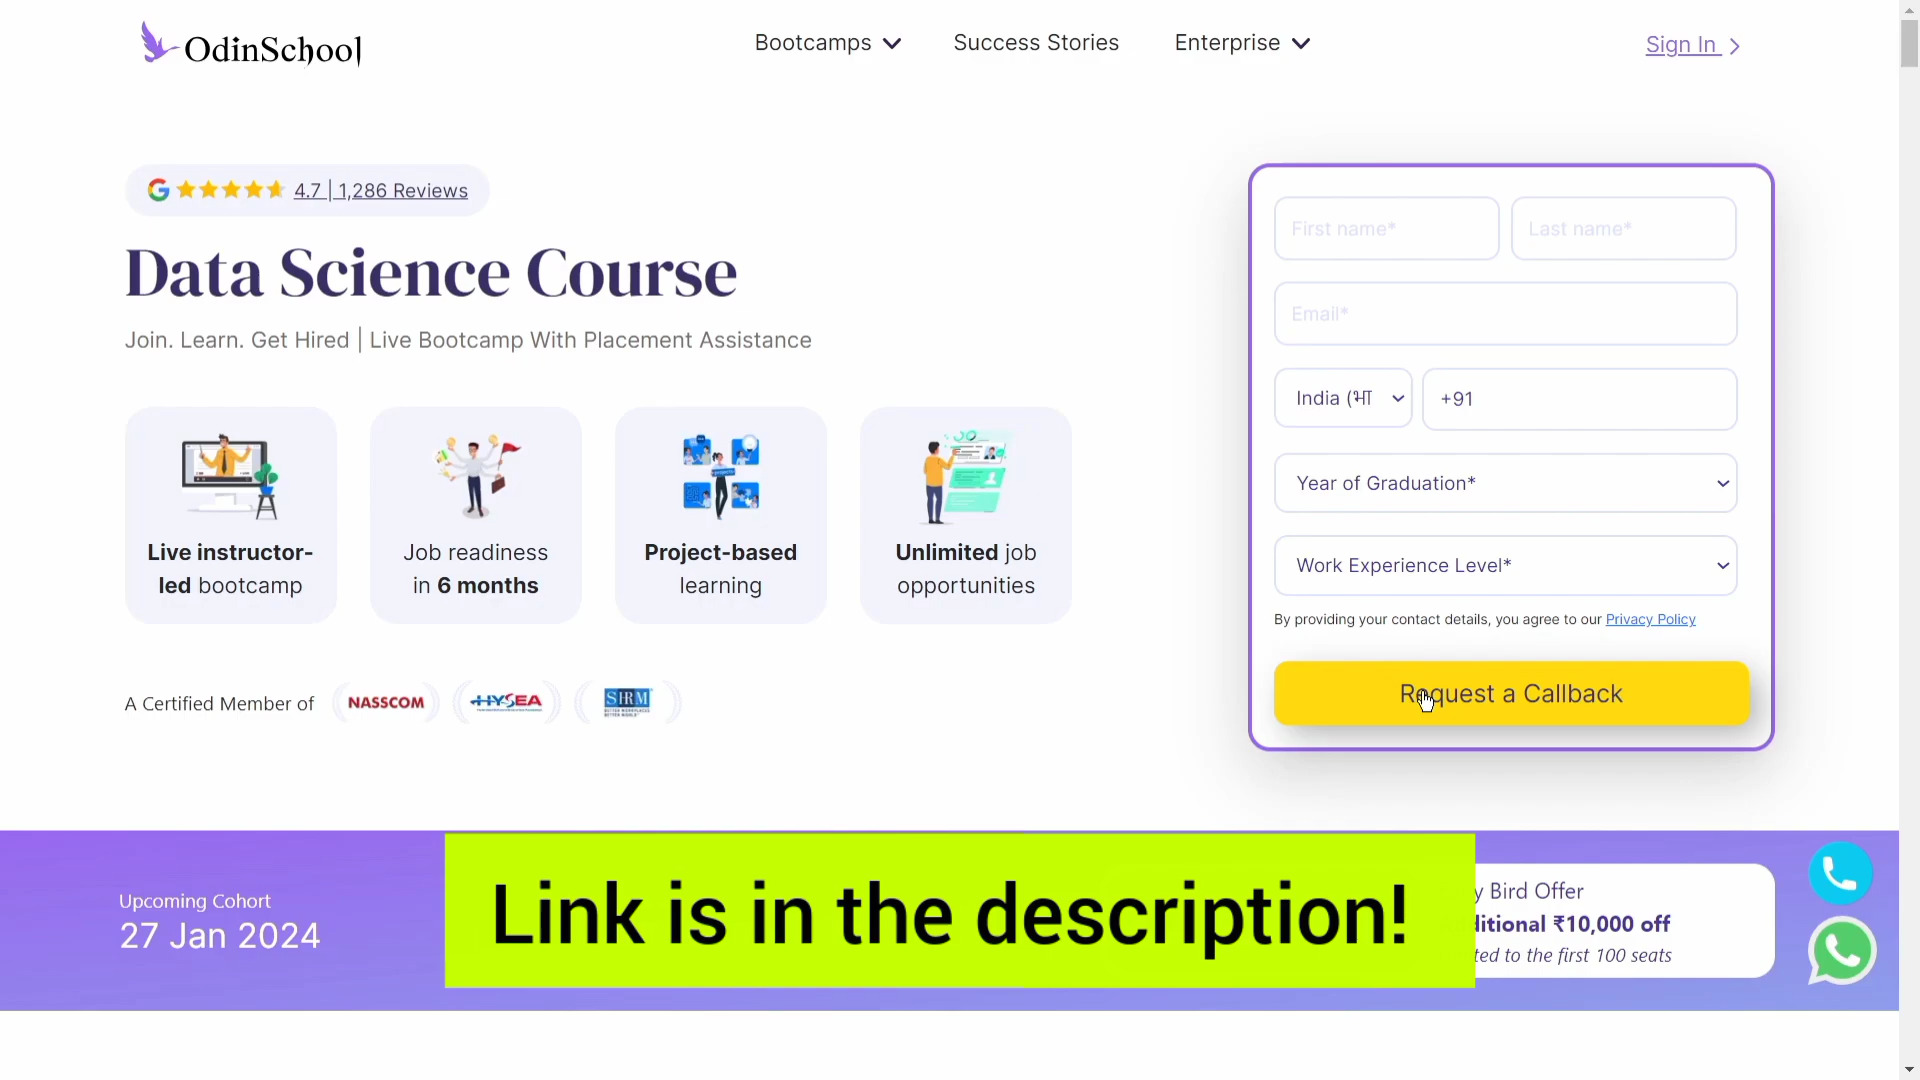 OdinSchool
Bootcamps
Success Stories
Enterprise
Sign In
4.7 | 1,286 Reviews
Data Science Course
Join. Learn. Get Hired | Live Bootcamp With Placement Assistance
Live instructor-
led bootcamp
Job readiness
in 6 months
Project-based
learning
Unlimited job
opportunities
A Certified Member of
NASSCOM
HYSEA
SHRM
First name*
Last name*
Email*
India (भा
+91
Year of Graduation*
Work Experience Level*
By providing your contact details, you agree to our Privacy Policy
Request a Callback
Upcoming Cohort
27 Jan 2024
Link is in the description!
Bird Offer
₹10,000 off
to the first 100 seats